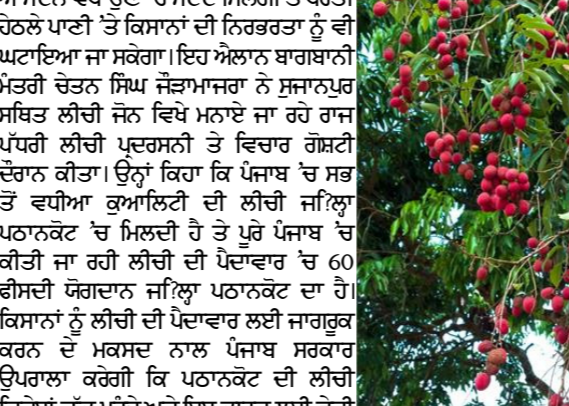 ਹੇਠਲੇ ਪਾਣੀ 'ਤੇ ਕਿਸਾਨਾਂ ਦੀ ਨਿਰਭਰਤਾ ਨੂੰ ਵੀ
ਘਟਾਇਆ ਜਾ ਸਕੇਗਾ।ਇਹ ਐਲਾਨ ਬਾਗਬਾਨੀ
ਮੰਤਰੀ ਚੇਤਨ ਸਿੰਘ ਜੌੜਾਮਾਜਰਾ ਨੇ ਸੁਜਾਨਪੁਰ
ਸਥਿਤ ਲੀਚੀ ਜ਼ੋਨ ਵਿਖੇ ਮਨਾਏ ਜਾ ਰਹੇ ਰਾਜ
ਪੱਧਰੀ ਲੀਚੀ ਪ੍ਰਦਰਸਨੀ ਤੇ ਵਿਚਾਰ ਗੋਸ਼ਟੀ
ਦੌਰਾਨ ਕੀਤਾ। ਉਨ੍ਹਾਂ ਕਿਹਾ ਕਿ ਪੰਜਾਬ 'ਚ ਸਭ
ਤੋਂ ਵਧੀਆ ਕੁਆਲਿਟੀ ਦੀ ਲੀਚੀ ਜ਼ਿਲ੍ਹਾ
ਪਠਾਨਕੋਟ 'ਚ ਮਿਲਦੀ ਹੈ ਤੇ ਪੂਰੇ ਪੰਜਾਬ 'ਚ
ਕੀਤੀ ਜਾ ਰਹੀ ਲੀਚੀ ਦੀ ਪੈਦਾਵਾਰ 'ਚ 60
ਫੀਸਦੀ ਯੋਗਦਾਨ ਜ਼ਿਲ੍ਹਾ ਪਠਾਨਕੋਟ ਦਾ ਹੈ।
ਕਿਸਾਨਾਂ ਨੂੰ ਲੀਚੀ ਦੀ ਪੈਦਾਵਾਰ ਲਈ ਜਾਗਰੂਕ
ਕਰਨ ਦੇ ਮਕਸਦ ਨਾਲ ਪੰਜਾਬ ਸਰਕਾਰ
ਉਪਰਾਲਾ ਕਰੇਗੀ ਕਿ ਪਠਾਨਕੋਟ ਦੀ ਲੀਚੀ